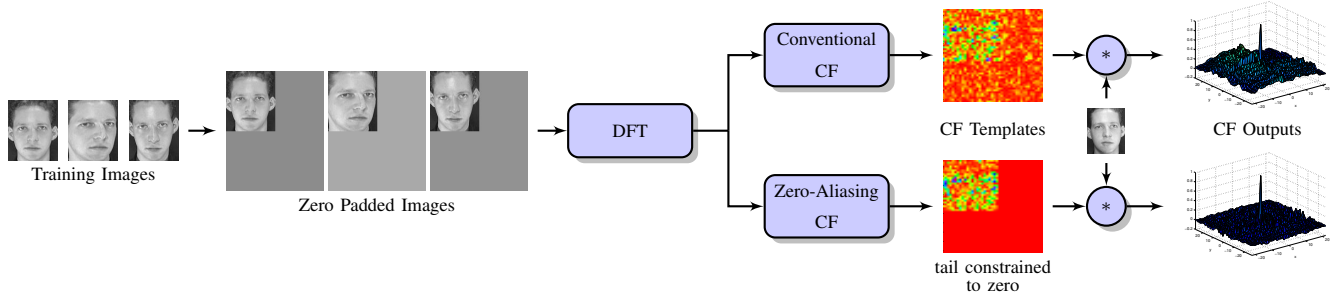 Training Images
Zero Padded Images
DFT
Conventional
CF
Zero-Aliasing
CF
CF Templates
tail constrained
to zero
*
*
CF Outputs